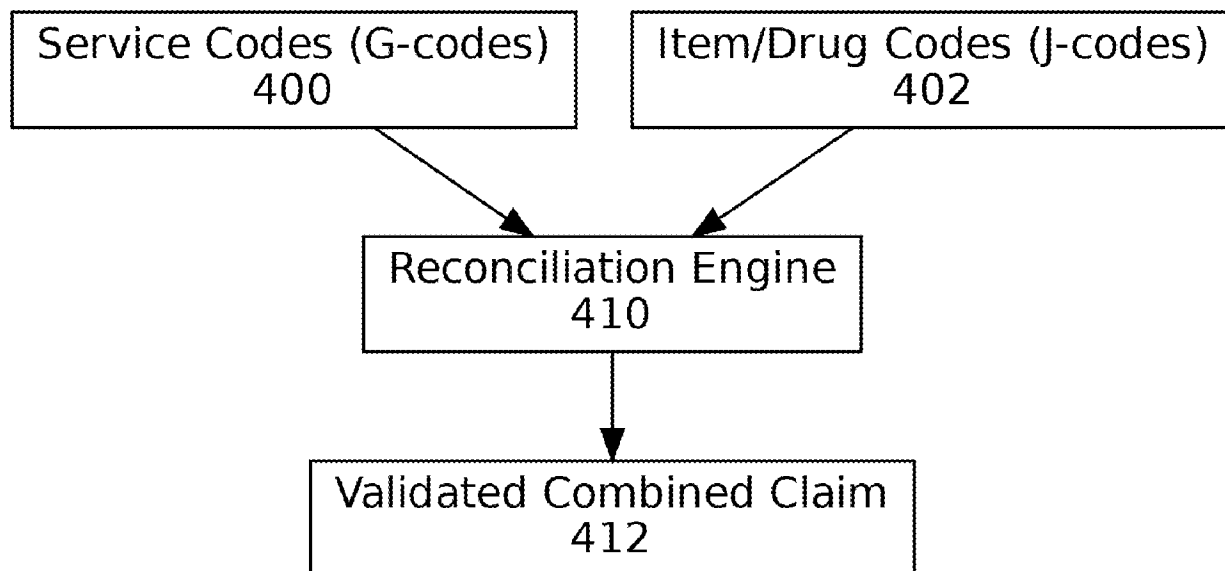 Service Codes (G-codes)
400
Item/Drug Codes (J-codes)
402
Reconciliation Engine
410
Validated Combined Claim
412